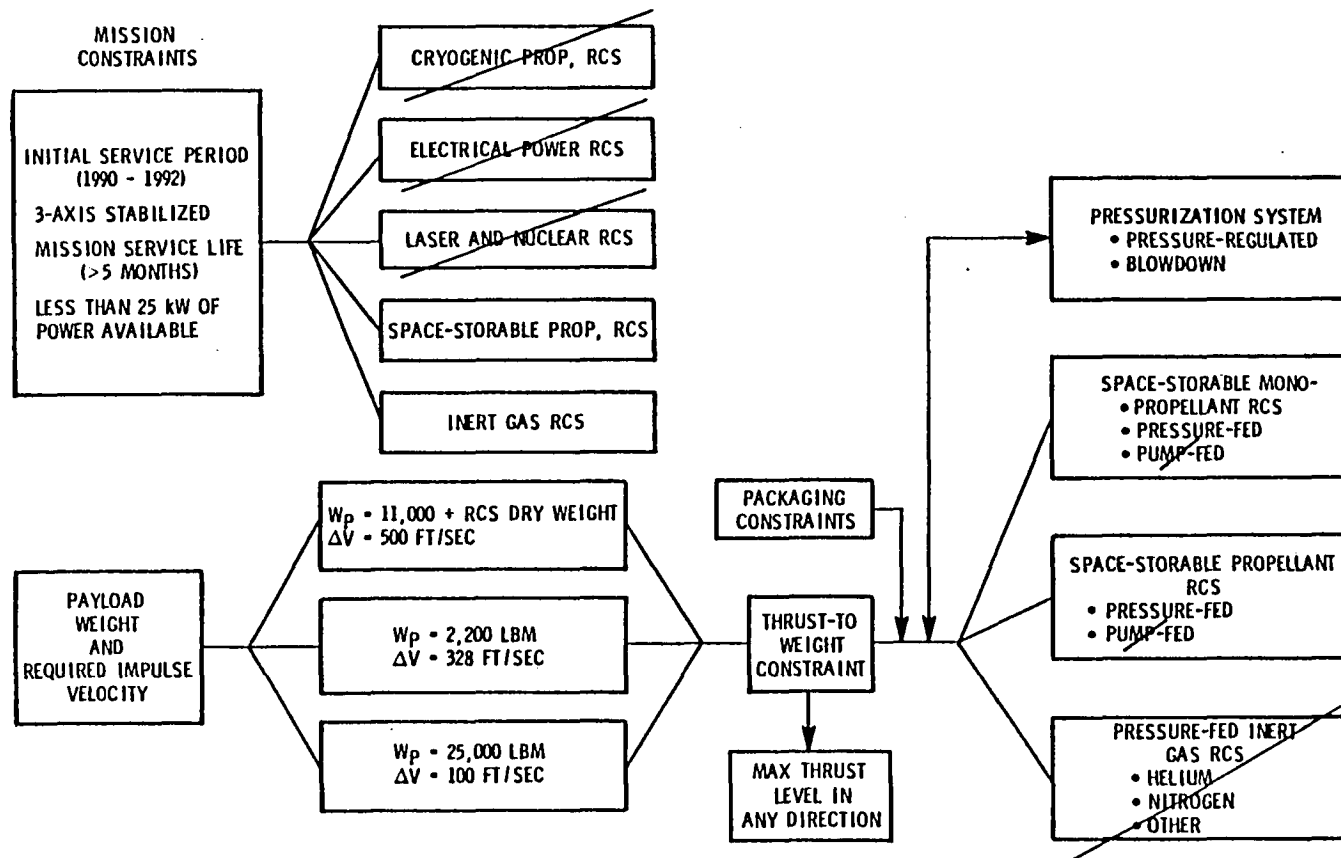 MISSION
CONSTRAINTS
INITIAL SERVICE PERIOD
(1990 - 1992)
3-AXIS STABILIZED
MISSION SERVICE LIFE
(>5 MONTHS)
LESS THAN 25 kW OF
POWER AVAILABLE
CRYOGENIC PROP, RCS
ELECTRICAL POWER RCS
LASER AND NUCLEAR RCS
SPACE-STORABLE PROP, RCS
INERT GAS RCS
PAYLOAD
WEIGHT
AND
REQUIRED IMPULSE
VELOCITY
Wp = 11,000 + RCS DRY WEIGHT
ΔV = 500 FT/SEC
Wp = 2,200 LBM
ΔV = 328 FT/SEC
Wp = 25,000 LBM
ΔV = 100 FT/SEC
PACKAGING
CONSTRAINTS
THRUST-TO
WEIGHT
CONSTRAINT
MAX THRUST
LEVEL IN
ANY DIRECTION
PRESSURIZATION SYSTEM
• PRESSURE-REGULATED
• BLOWDOWN
SPACE-STORABLE MONO-
• PROPELLANT RCS
• PRESSURE-FED
• PUMP-FED
SPACE-STORABLE PROPELLANT
RCS
• PRESSURE-FED
• PUMP-FED
PRESSURE-FED INERT
GAS RCS
• HELIUM
• NITROGEN
• OTHER